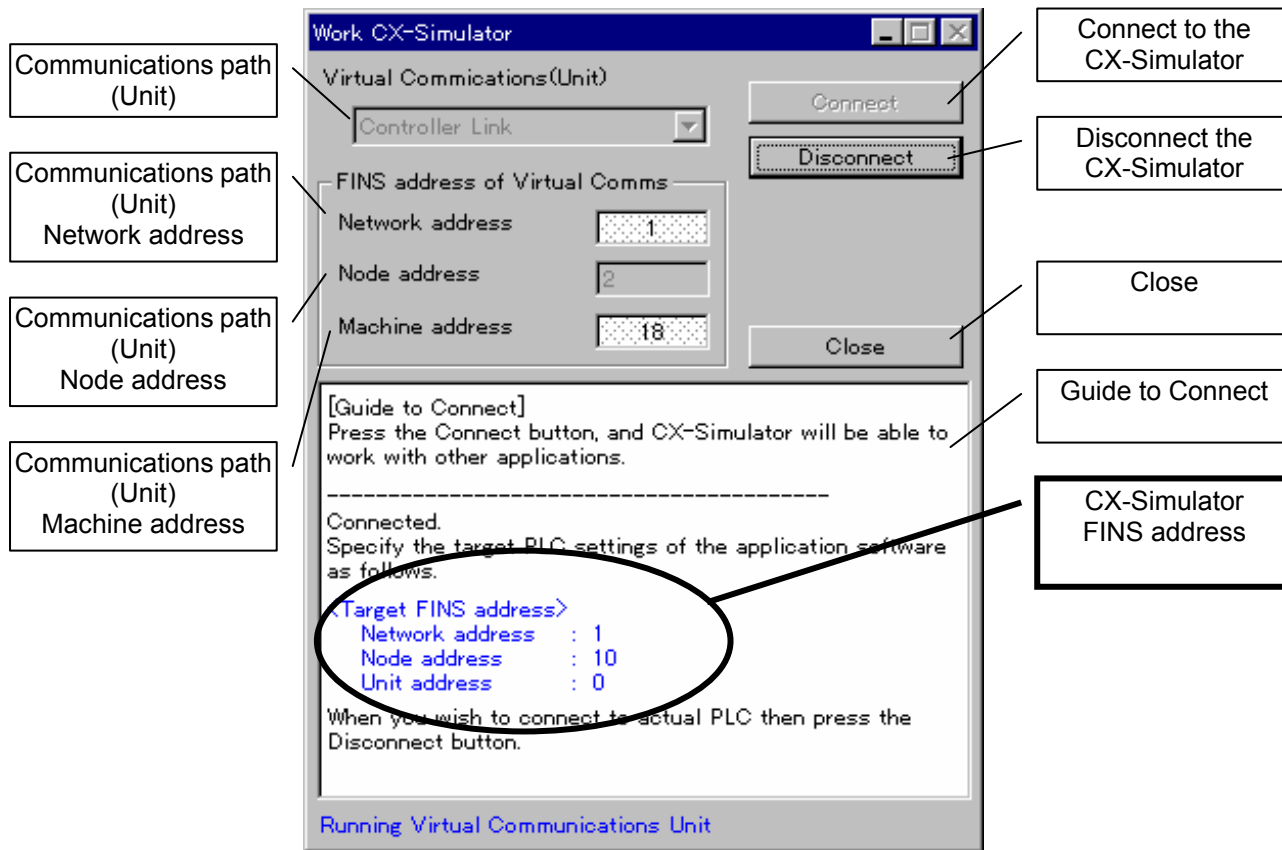 Communications path
(Unit)
Communications path
(Unit)
Network address
Communications path
(Unit)
Node address
Communications path
(Unit)
Machine address
Work CX-Simulator
Virtual Commications(Unit)
Controller Link
Connect
Disconnect
FINS address of Virtual Comms
Network address 1
Node address 2
Machine address 18
Close
[Guide to Connect]
Press the Connect button, and CX-Simulator will be able to
work with other applications.
-----------------------------------------
Connected.
Specify the target PLC settings of the application software
as follows.
<Target FINS address>
Network address : 1
Node address : 10
Unit address : 0
When you wish to connect to actual PLC then press the
Disconnect button.
Running Virtual Communications Unit
Connect to the
CX-Simulator
Disconnect the
CX-Simulator
Close
Guide to Connect
CX-Simulator
FINS address